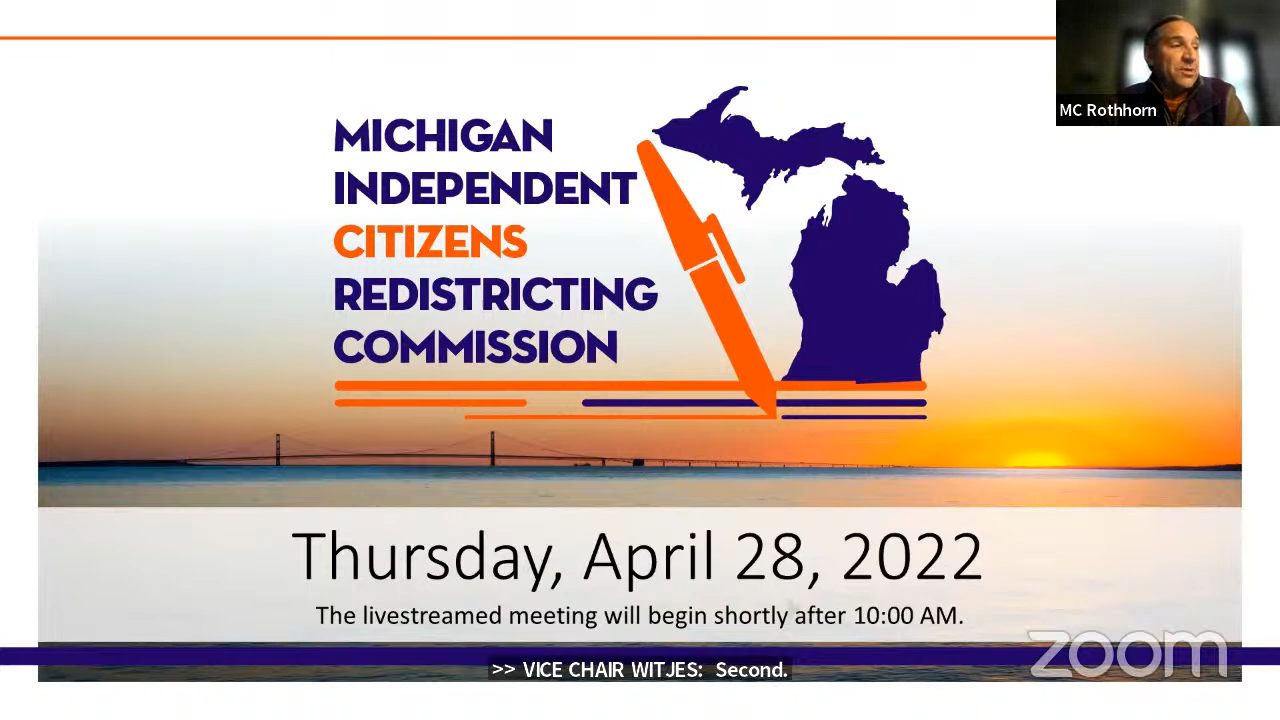 MC Rothhorn
MICHIGAN
INDEPENDENT
CITIZENS
REDISTRICTING
COMMISSION
Thursday, April 28, 2022
The livestreamed meeting will begin shortly after 10:00 AM.
zoom
>> VICE CHAIR WITJES:  Second.